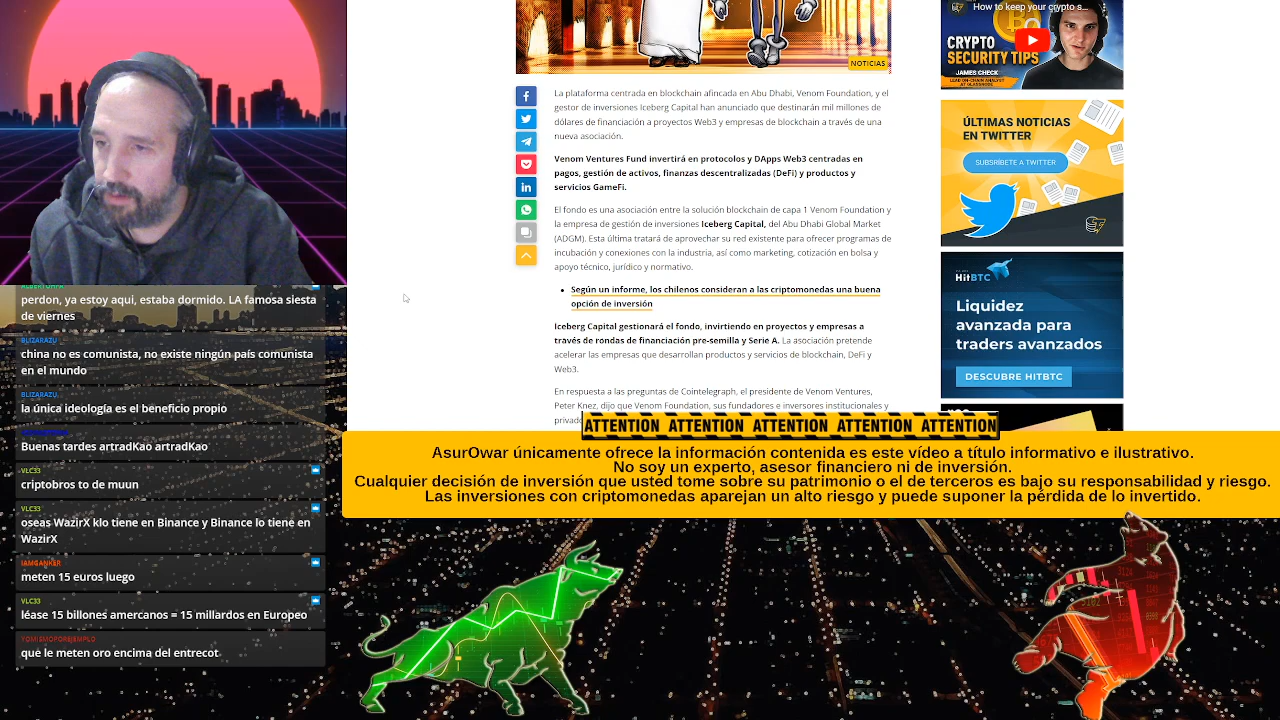 How to keep your crypto s...
CRYPTO
SECURITY TIPS
JAMES CHECK
LEAD ON-CHAIN ANALYST
AT GLASSNODE
NOTICIAS
La plataforma centrada en blockchain afincada en Abu Dhabi, Venom Foundation, y el
gestor de inversiones Iceberg Capital han anunciado que destinarán mil millones de
dólares de financiación a proyectos Web3 y empresas de blockchain a través de una
nueva asociación.
Venom Ventures Fund invertirá en protocolos y DApps Web3 centradas en
pagos, gestión de activos, finanzas descentralizadas (DeFi) y productos y
servicios GameFi.
El fondo es una asociación entre la solución blockchain de capa 1 Venom Foundation y
la empresa de gestión de inversiones Iceberg Capital, del Abu Dhabi Global Market
(ADGM). Esta última tratará de aprovechar su red existente para ofrecer programas de
incubación y conexiones con la industria, así como marketing, cotización en bolsa y
apoyo técnico, jurídico y normativo.
• Según un informe, los chilenos consideran a las criptomonedas una buena
opción de inversión
Iceberg Capital gestionará el fondo, invirtiendo en proyectos y empresas a
través de rondas de financiación pre-semilla y Serie A. La asociación pretende
acelerar las empresas que desarrollan productos y servicios de blockchain, DeFi y
Web3.
En respuesta a las preguntas de Cointelegraph, el presidente de Venom Ventures,
Peter Knez, dijo que Venom Foundation, sus fundadores e inversores institucionales y
ÚLTIMAS NOTICIAS
EN TWITTER
SUBSRÍBETE A TWITTER
HitBTC
Liquidez
avanzada para
traders avanzados
DESCUBRE HITBTC
perdon, ya estoy aqui, estaba dormido. LA famosa siesta
de viernes
BLIZARAZU
china no es comunista, no existe ningún país comunista
en el mundo
BLIZARAZU
la única ideología es el beneficio propio
Buenas tardes artradKao artradKao
VLC33
criptobros to de muun
VLC33
oseas WazirX klo tiene en Binance y Binance lo tiene en
WazirX
IAMGANKER
meten 15 euros luego
VLC33
léase 15 billones amercanos = 15 millardos en Europeo
YOMISMOPOREJEMPLO
que le meten oro encima del entrecot
ATTENTION ATTENTION ATTENTION ATTENTION ATTENTION
AsurOwar únicamente ofrece la información contenida es este vídeo a título informativo e ilustrativo.
No soy un experto, asesor financiero ni de inversión.
Cualquier decisión de inversión que usted tome sobre su patrimonio o el de terceros es bajo su responsabilidad y riesgo.
Las inversiones con criptomonedas aparejan un alto riesgo y puede suponer la pérdida de lo invertido.